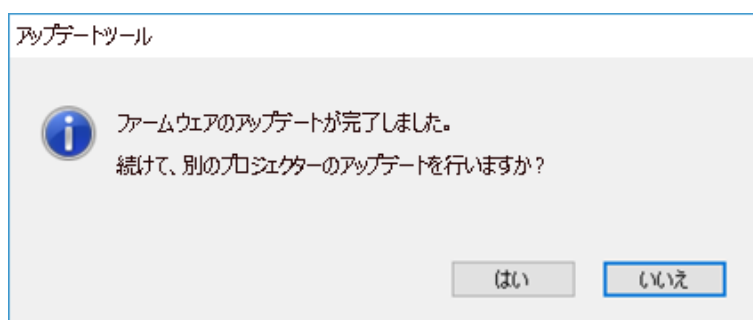 アップデートツール
ファームウェアのアップデートが完了しました。
続けて、別のプロジェクターのアップデートを行いますか？
はい
いいえ